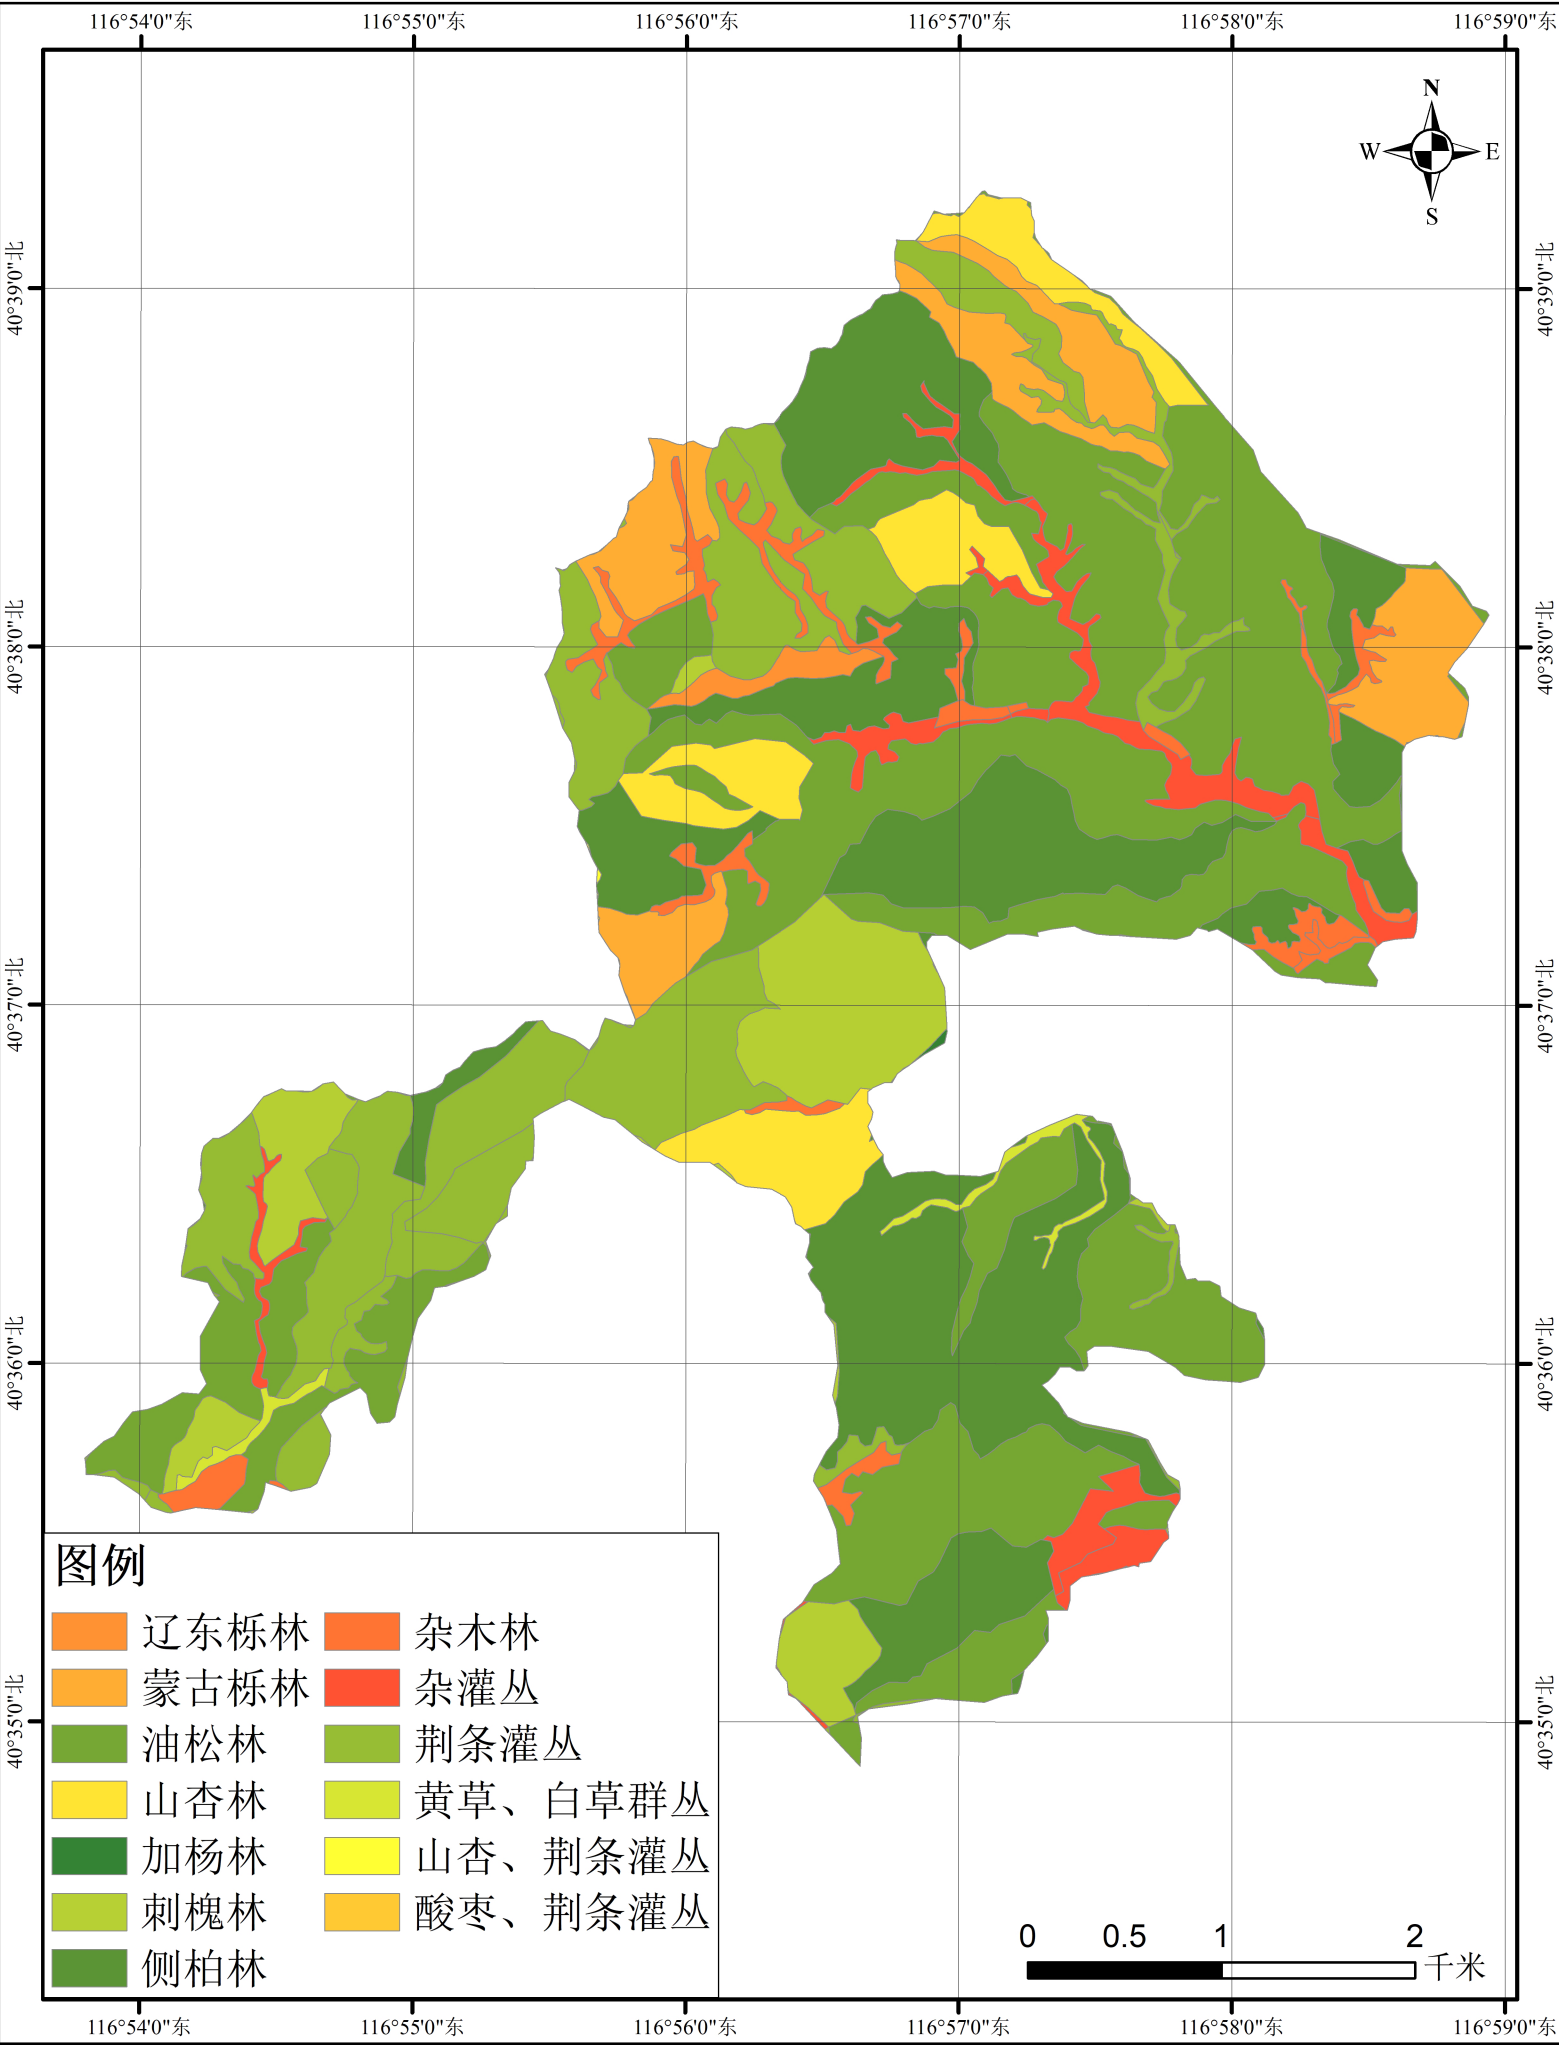 116°54'0"东 116°55'0"东 116°56'0"东 116°57'0"东 116°58'0"东 116°59'0"东
N
W E
S
40°39'0"北 40°39'0"北
40°38'0"北 40°38'0"北
40°37'0"北 40°37'0"北
40°36'0"北 40°36'0"北
40°35'0"北 40°35'0"北
图例
辽东栎林 杂木林
蒙古栎林 杂灌丛
油松林 荆条灌丛
山杏林 黄草、白草群丛
加杨林 山杏、荆条灌丛
刺槐林 酸枣、荆条灌丛
侧柏林
0 0.5 1 2
千米
116°54'0"东 116°55'0"东 116°56'0"东 116°57'0"东 116°58'0"东 116°59'0"东